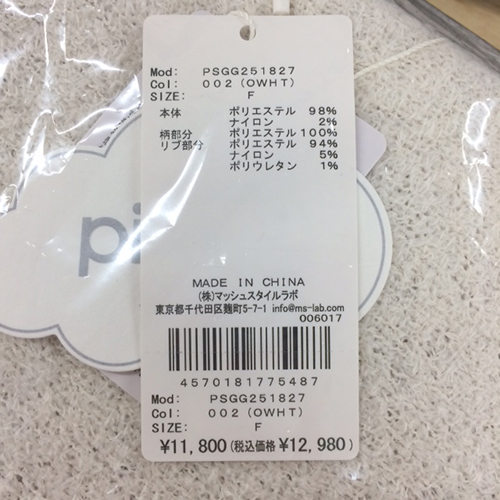 Mod: PSGG251827
Col: 002 (OWHT)
SIZE: F
本体 ポリエステル 98%
ナイロン 2%
柄部分 ポリエステル 100%
リブ部分 ポリエステル 94%
ナイロン 5%
ポリウレタン 1%
pi
MADE IN CHINA
(株)マッシュスタイルラボ
東京都千代田区麹町5-7-1 info@ms-lab.com
006017
4570181775487
Mod: PSGG251827
Col: 002 (OWHT)
SIZE: F
¥11,800(税込価格 ¥12,980)